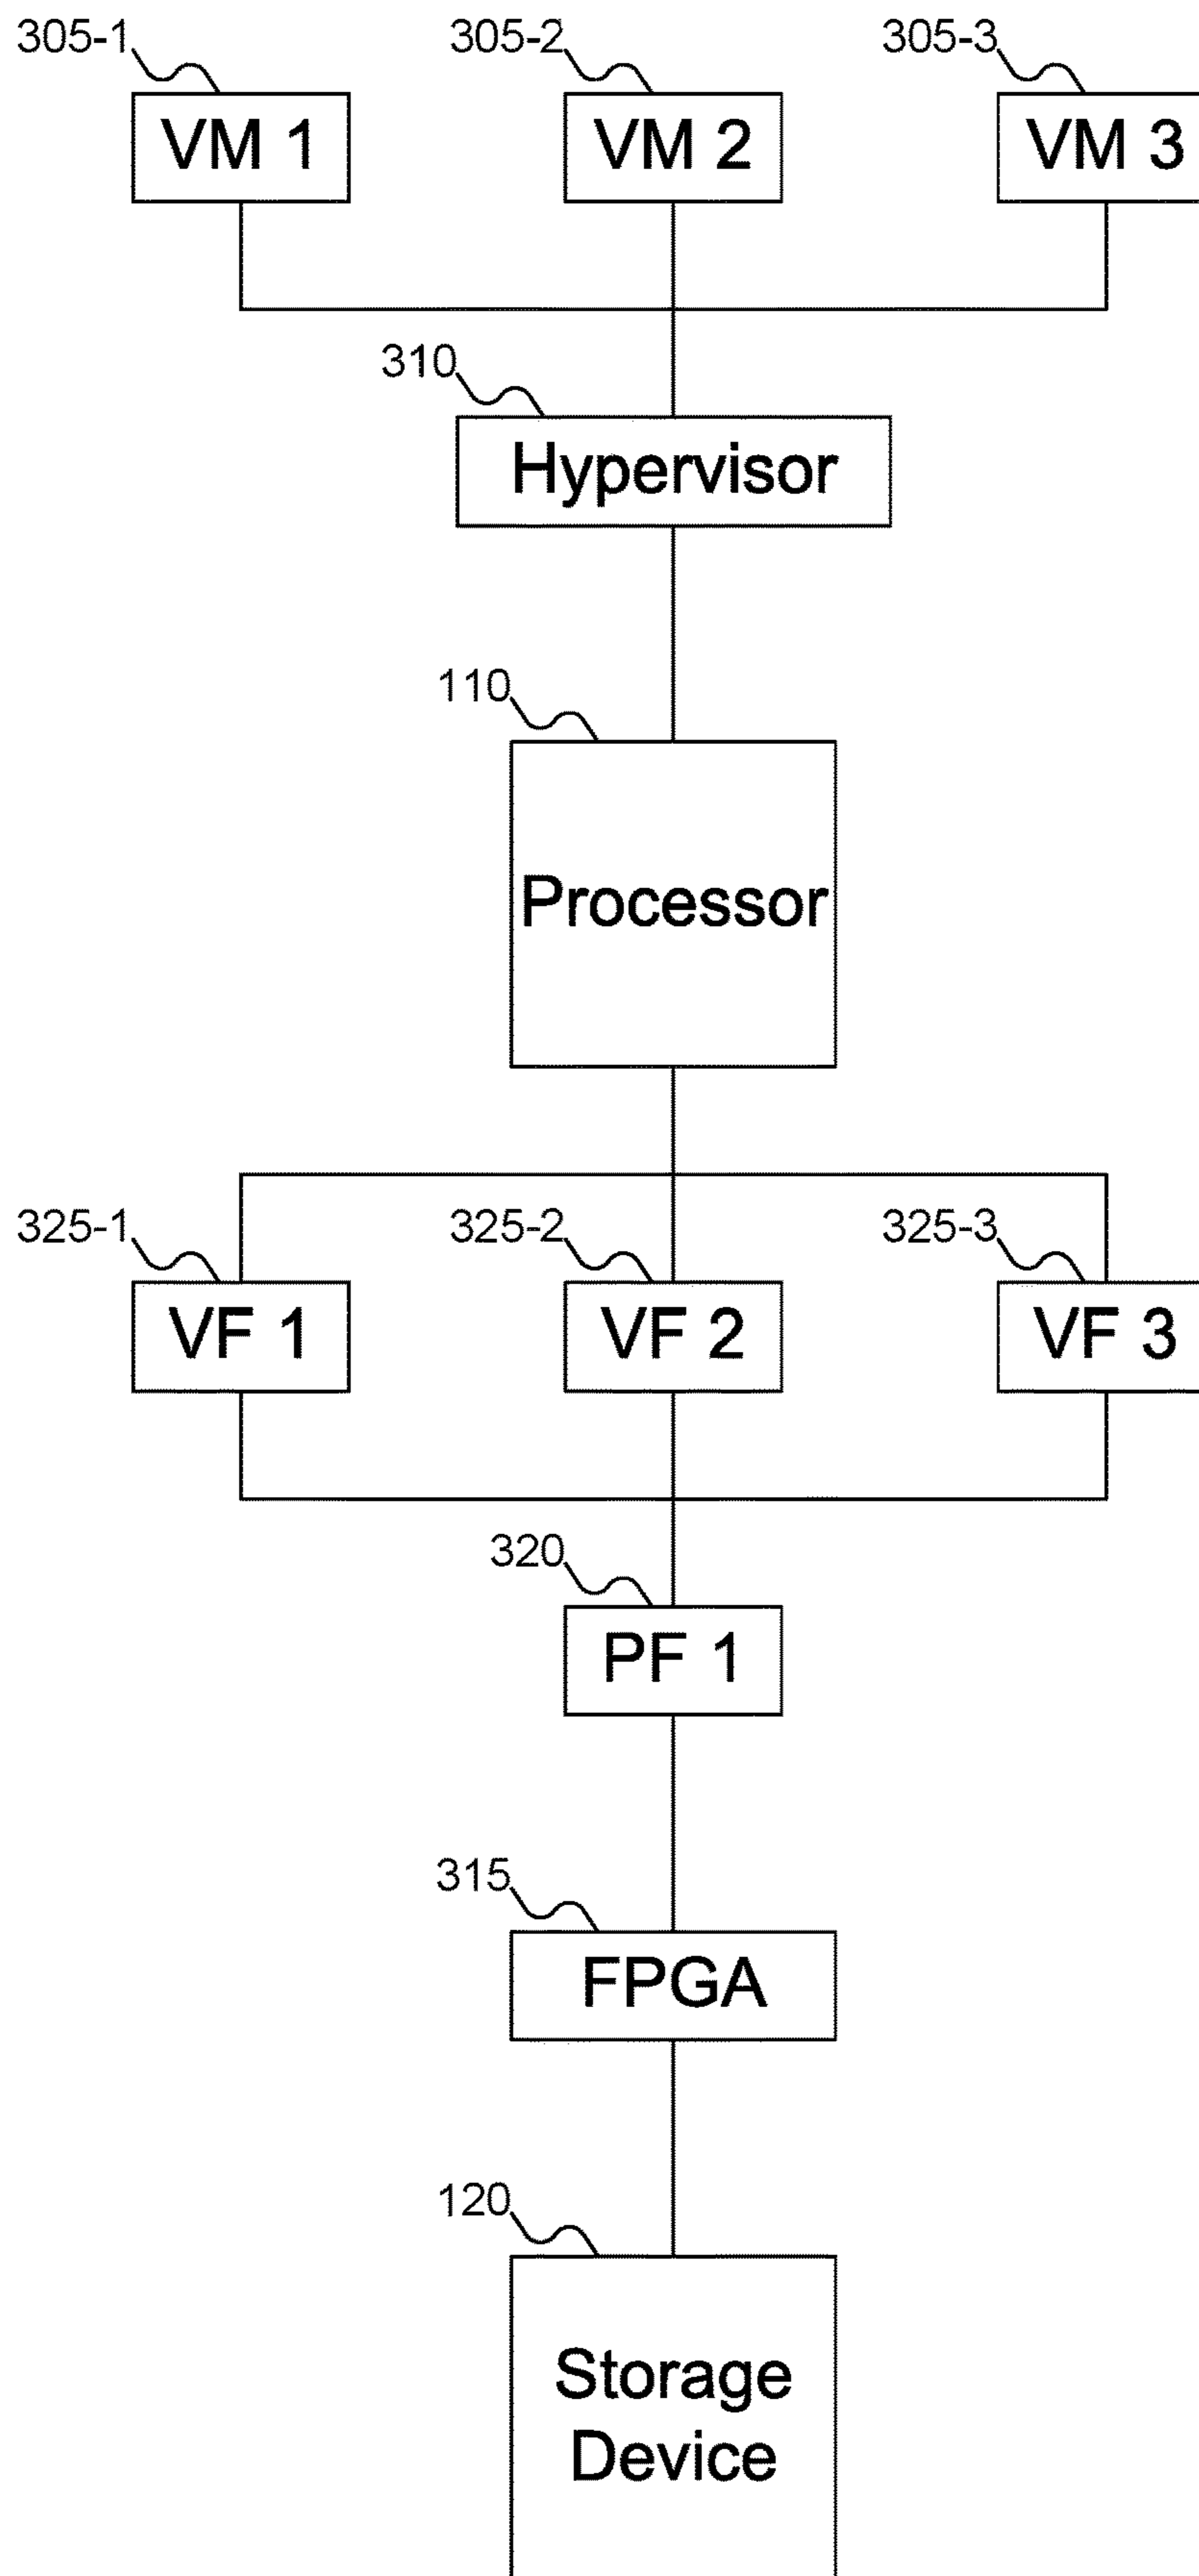 305-1 305-2 305-3
VM 1 VM 2 VM 3
310
Hypervisor
110
Processor
325-1 325-2 325-3
VF 1 VF 2 VF 3
320
PF 1
315
FPGA
120
Storage
Device